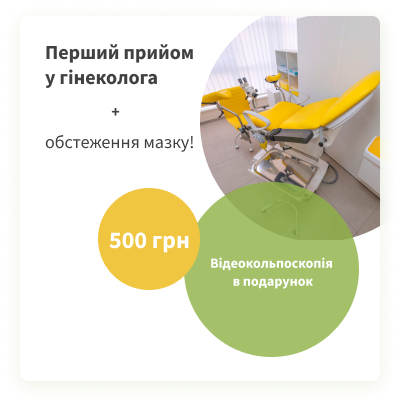 Перший прийом
у гінеколога
+
обстеження мазку!
500 грн
Відеокольпоскопія
в подарунок